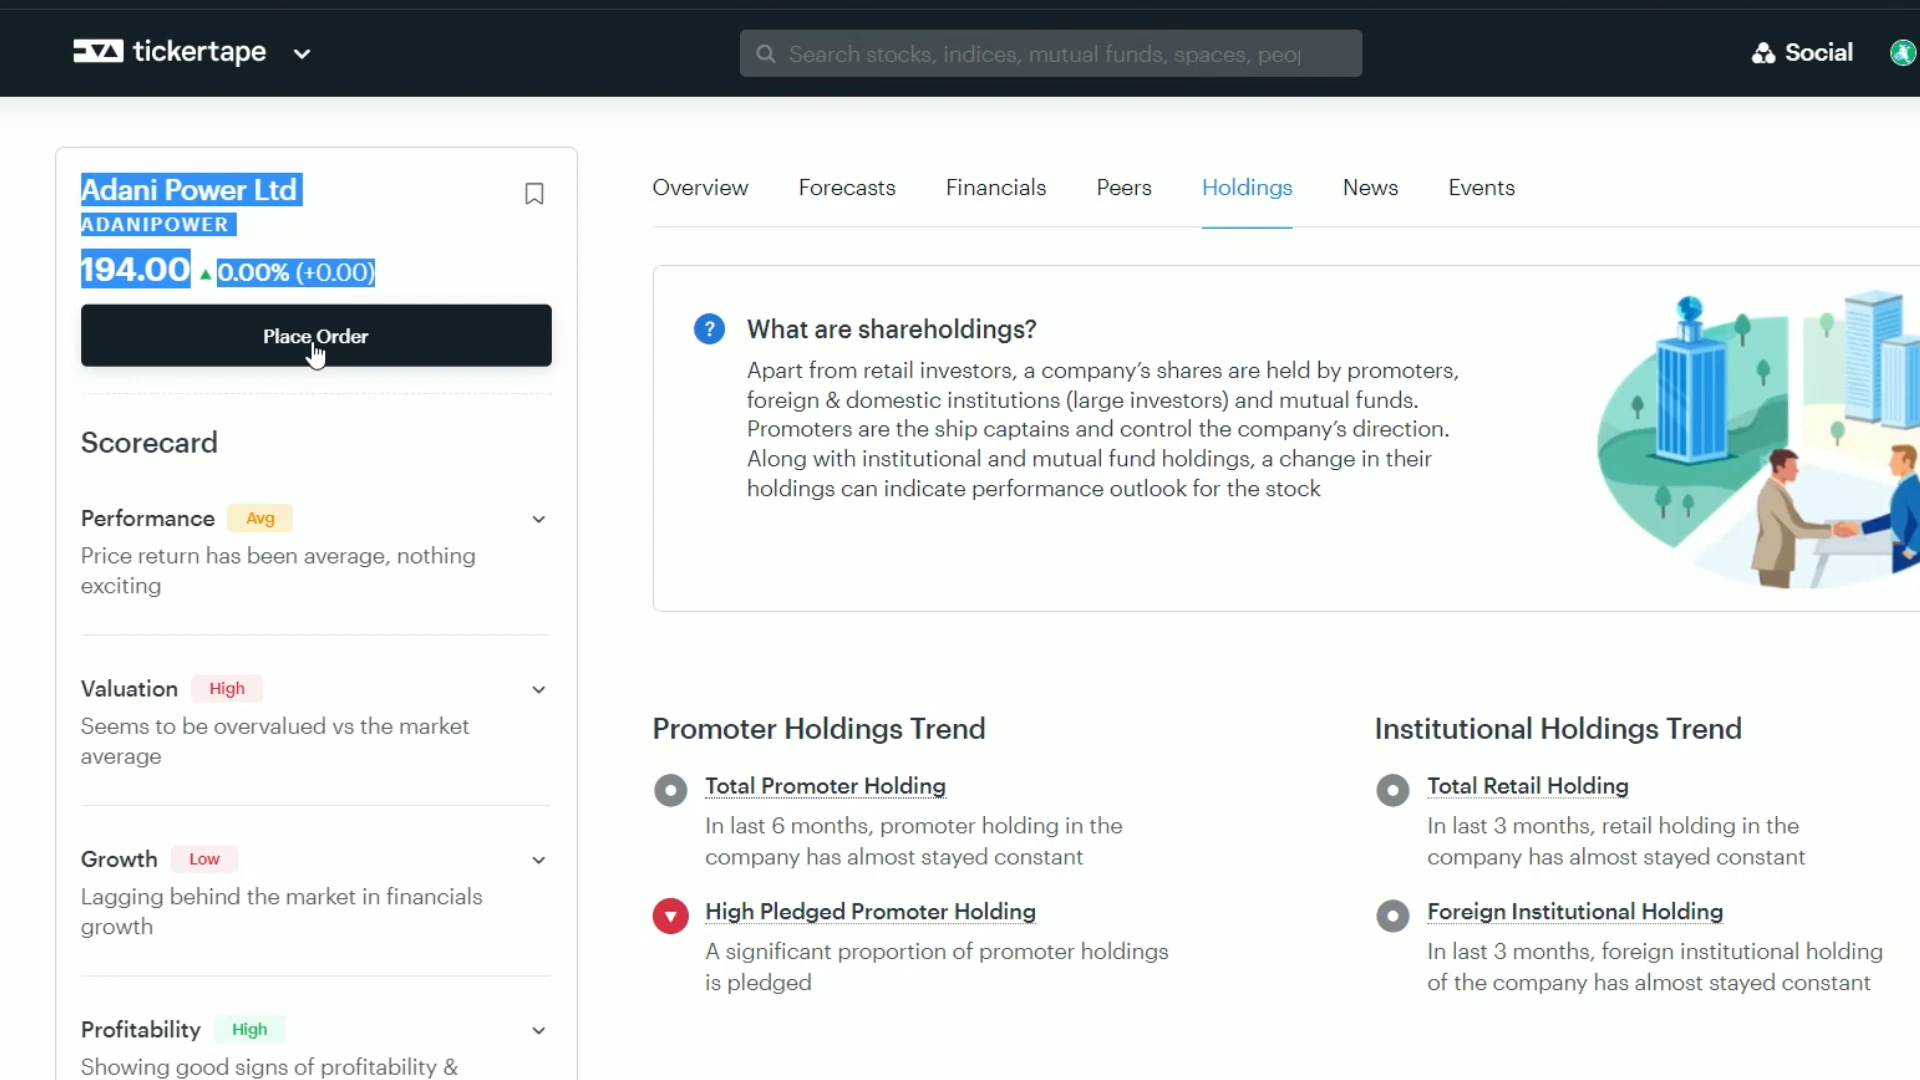 tickertape
Search stocks, indices, mutual funds, spaces,
Social
Adani Power Ltd
ADANIPOWER
194.00 ▲ 0.00% (+0.00)
Place Order
Scorecard
Performance Avg
Price return has been average, nothing
exciting
Valuation High
Seems to be overvalued vs the market
average
Growth Low
Lagging behind the market in financials
growth
Profitability High
Showing good signs of profitability &
Overview Forecasts Financials Peers Holdings News Events
What are shareholdings?
Apart from retail investors, a company’s shares are held by promoters,
foreign & domestic institutions (large investors) and mutual funds.
Promoters are the ship captains and control the company’s direction.
Along with institutional and mutual fund holdings, a change in their
holdings can indicate performance outlook for the stock
Promoter Holdings Trend
Total Promoter Holding
In last 6 months, promoter holding in the
company has almost stayed constant
High Pledged Promoter Holding
A significant proportion of promoter holdings
is pledged
Institutional Holdings Trend
Total Retail Holding
In last 3 months, retail holding in the
company has almost stayed constant
Foreign Institutional Holding
In last 3 months, foreign institutional holding
of the company has almost stayed constant